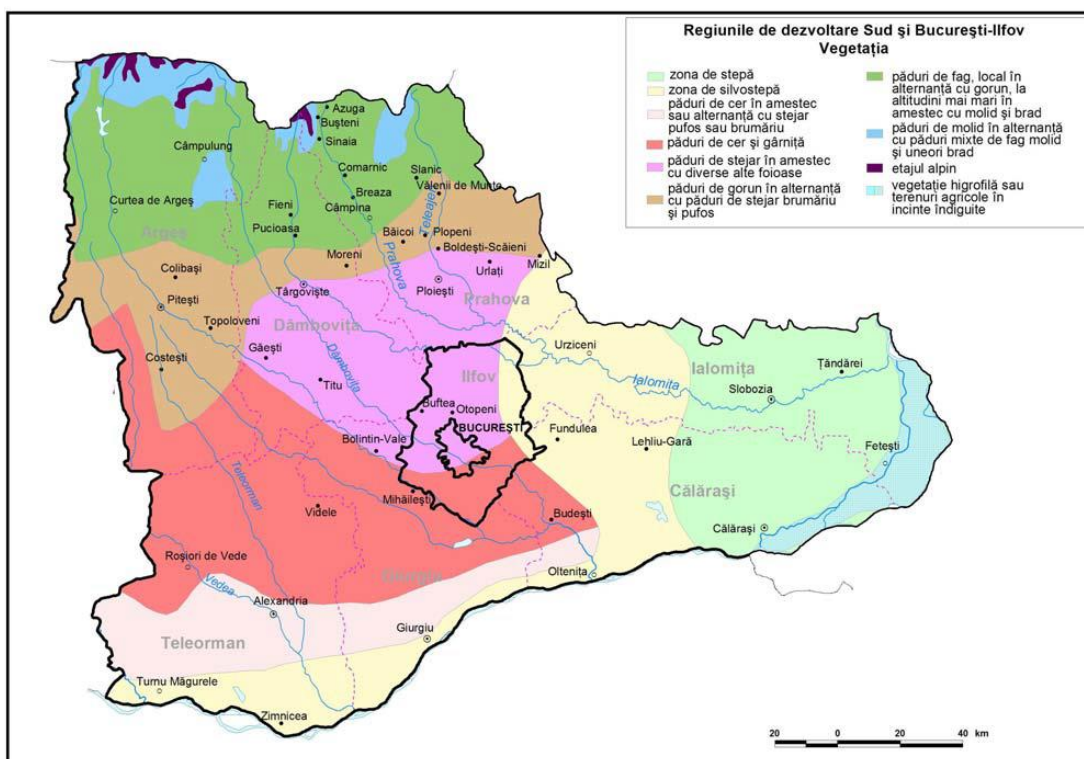 Regiunile de dezvoltare Sud şi Bucureşti-Ilfov
Vegetaţia
zona de stepă
zona de silvostepă
păduri de cer în amestec
sau alternanţă cu stejar
pufos sau brumăriu
păduri de cer şi gârniţă
păduri de stejar în amestec
cu diverse alte foioase
păduri de gorun în alternanţă
cu păduri de stejar brumăriu
şi pufos
păduri de fag, local în
alternanţă cu gorun, la
altitudini mai mari în
amestec cu molid şi brad
păduri de molid în alternanţă
cu păduri mixte de fag molid
şi uneori brad
etajul alpin
vegetaţie higrofilă sau
terenuri agricole în
incinte îndiguite
Azuga
Buşteni
Sinaia
Câmpulung
Comarnic
Slanic
Breaza
Vălenii de Munte
Curtea de Argeş
Fieni
Câmpina
Teleajen
Pucioasa
Argeş
Băicoi
Plopeni
Boldeşti-Scăieni
Prahova
Moreni
Urlaţi
Mizil
Colibaşi
Târgovişte
Ploieşti
Piteşti
Prahova
Topoloveni
Dâmboviţa
Costeşti
Găeşti
Dâmboviţa
Urziceni
Titu
Ilfov
Ialomiţa
Ialomiţa
Ţăndărei
Slobozia
Buftea
Otopeni
BUCUREŞTI
Bolintin-Vale
Fundulea
Lehliu-Gară
Feteşti
Teleorman
Mihăileşti
Călăraşi
Videle
Budeşti
Călăraşi
Roşiori de Vede
Giurgiu
Olteniţa
Vedea
Alexandria
Teleorman
Giurgiu
Turnu Măgurele
Zimnicea
20 0 20 40 km